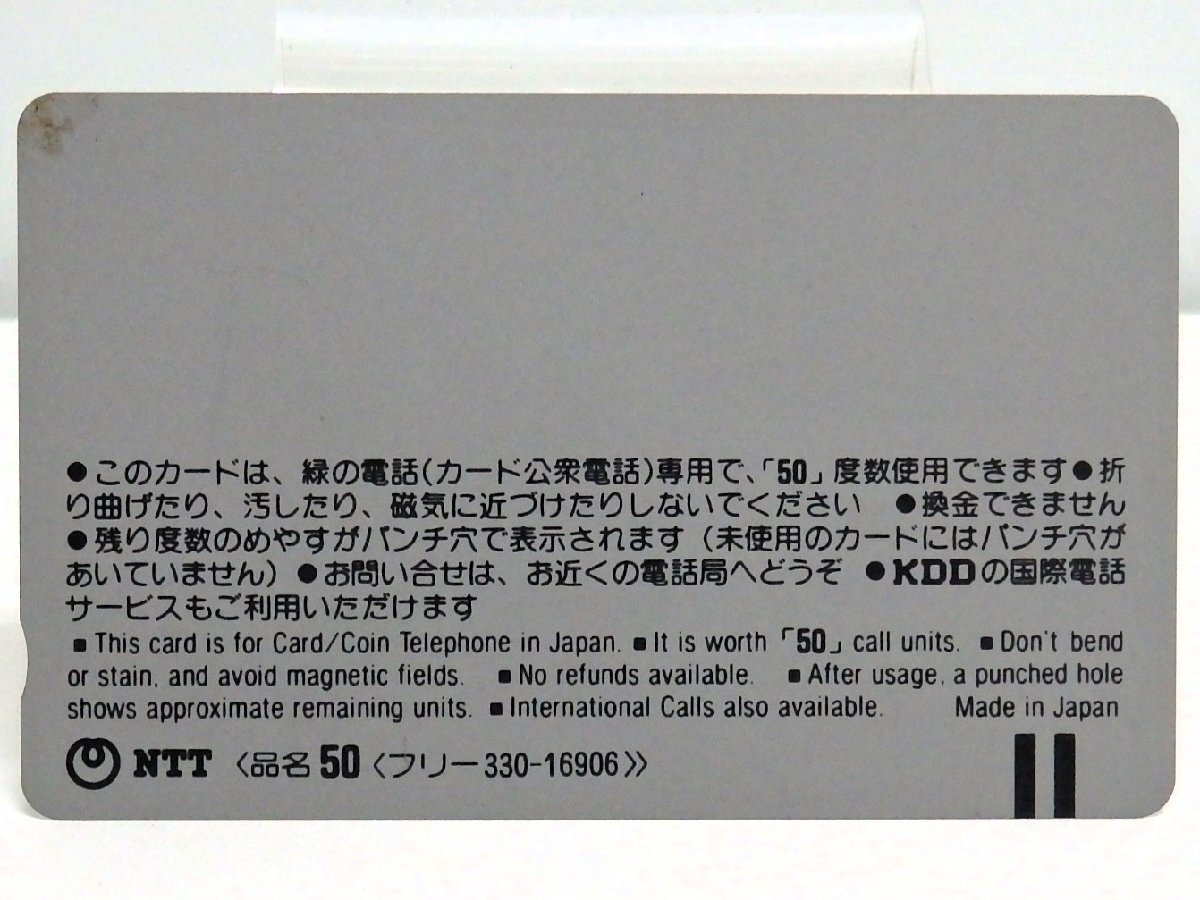 ●このカードは、緑の電話(カード公衆電話)専用で、「50」度数使用できます●折
り曲げたり、汚したり、磁気に近づけたりしないでください　●換金できません
●残り度数のめやすがパンチ穴で表示されます（未使用のカードにはパンチ穴が
あいていません）●お問い合せは、お近くの電話局へどうぞ ●KDDの国際電話
サービスもご利用いただけます
■This card is for Card/Coin Telephone in Japan. ■It is worth「50」call units. ■Don't bend
or stain, and avoid magnetic fields. ■No refunds available. ■After usage, a punched hole
shows approximate remaining units. ■International Calls also available. Made in Japan
NTT〈品名 50〈フリー330-16906〉〉